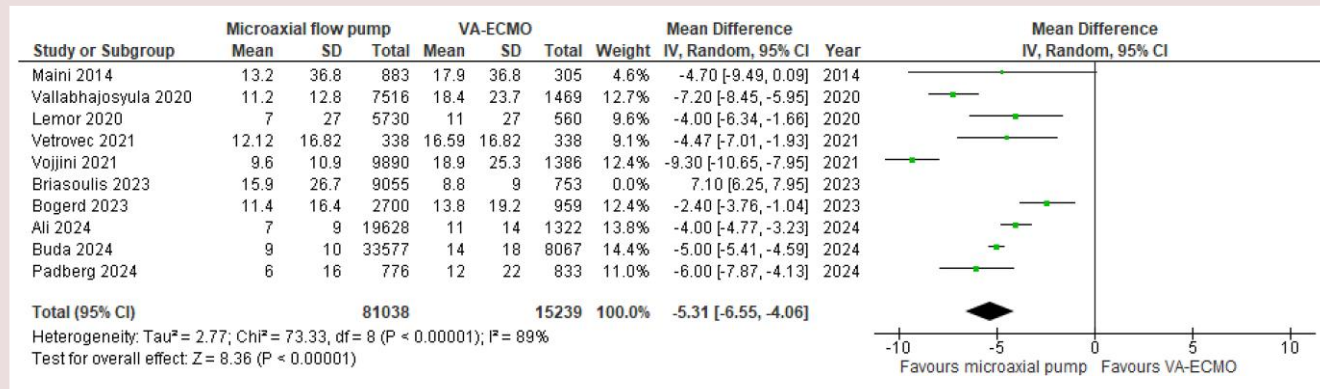 Microaxial flow pump VA-ECMO Mean Difference Mean Difference
Study or Subgroup Mean SD Total Mean SD Total Weight IV, Random, 95% CI Year IV, Random, 95% CI
Maini 2014 13.2 36.8 883 17.9 36.8 305 4.6% -4.70 [-9.49, 0.09] 2014
Vallabhajosyula 2020 11.2 12.8 7516 18.4 23.7 1469 12.7% -7.20 [-8.45, -5.95] 2020
Lemor 2020 7 27 5730 11 27 560 9.6% -4.00 [-6.34, -1.66] 2020
Vetrovec 2021 12.12 16.82 338 16.59 16.82 338 9.1% -4.47 [-7.01, -1.93] 2021
Vojjini 2021 9.6 10.9 9890 18.9 25.3 1386 12.4% -9.30 [-10.65, -7.95] 2021
Briasoulis 2023 15.9 26.7 9055 8.8 9 753 0.0% 7.10 [6.25, 7.95] 2023
Bogerd 2023 11.4 16.4 2700 13.8 19.2 959 12.4% -2.40 [-3.76, -1.04] 2023
Ali 2024 7 9 19628 11 14 1322 13.8% -4.00 [-4.77, -3.23] 2024
Buda 2024 9 10 33577 14 18 8067 14.4% -5.00 [-5.41, -4.59] 2024
Padberg 2024 6 16 776 12 22 833 11.0% -6.00 [-7.87, -4.13] 2024
Total (95% CI) 81038 15239 100.0% -5.31 [-6.55, -4.06]
Heterogeneity: Tau² = 2.77; Chi² = 73.33, df = 8 (P < 0.00001); I² = 89%
Test for overall effect: Z = 8.36 (P < 0.00001)
-10 -5 0 5 10
Favours microaxial pump Favours VA-ECMO